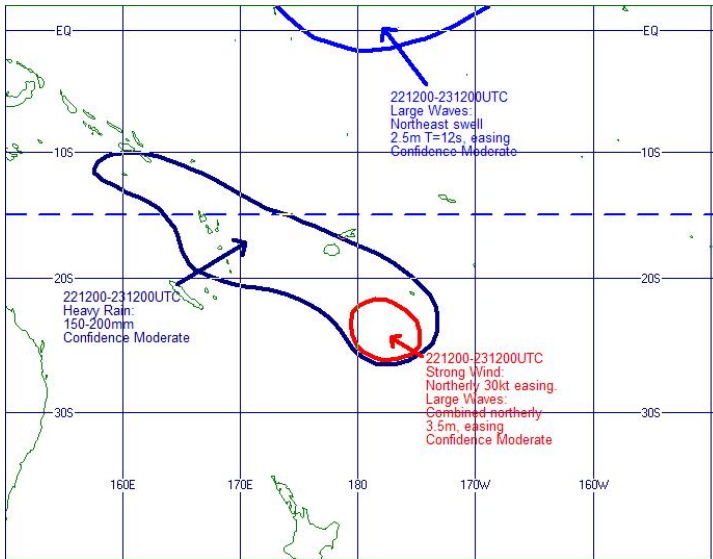 EQ
EQ
221200-231200UTC
Large Waves:
Northeast swell
2.5m T=12s, easing
Confidence Moderate
10S
10S
20S
20S
221200-231200UTC
Heavy Rain:
150-200mm
Confidence Moderate
221200-231200UTC
Strong Wind:
Northerly 30kt easing.
Large Waves:
Combined northerly
3.5m, easing
Confidence Moderate
30S
30S
160E
170E
180
170W
160W